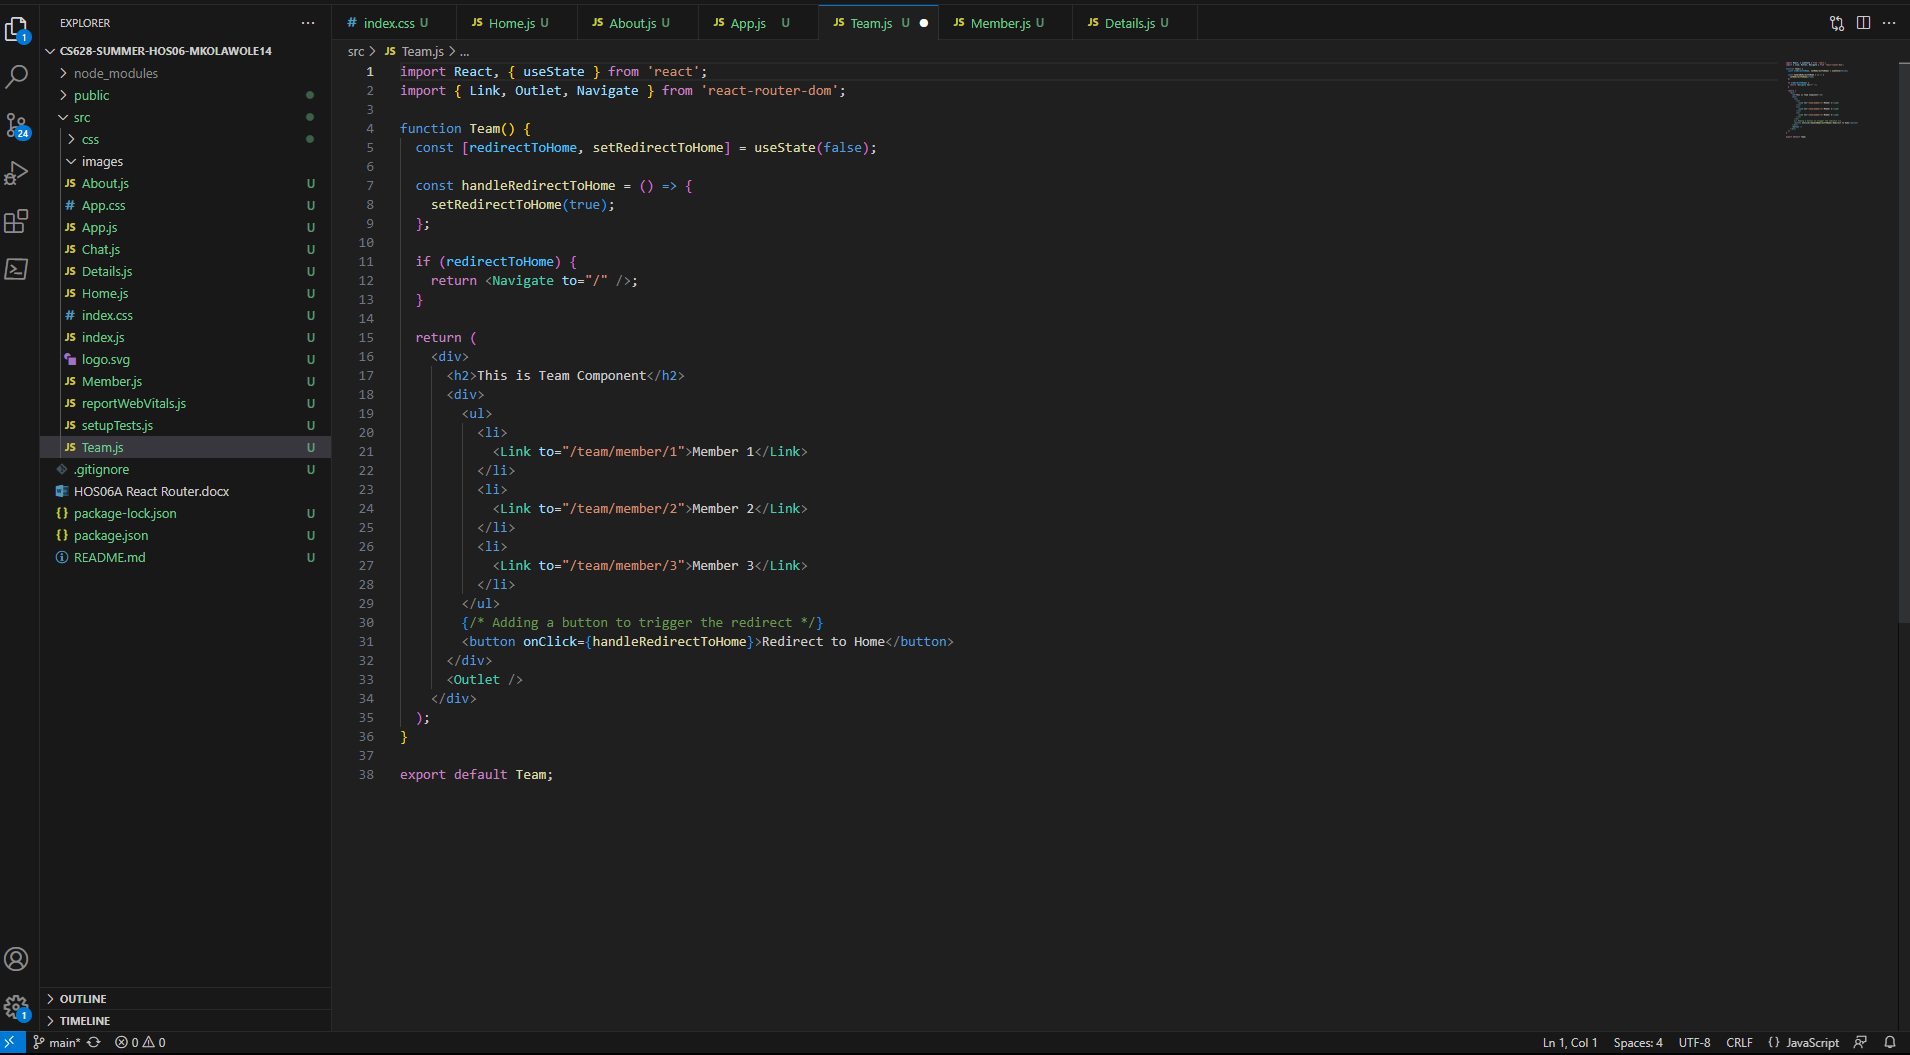 EXPLORER
CS628-SUMMER-HOS06-MKOLAWOLE14
node_modules
public
src
css
images
JS About.js U
# App.css U
JS App.js U
JS Chat.js U
JS Details.js U
JS Home.js U
# index.css U
JS index.js U
logo.svg U
JS Member.js U
JS reportWebVitals.js U
JS setupTests.js U
JS Team.js U
.gitignore U
HOS06A React Router.docx
{} package-lock.json U
{} package.json U
README.md U
OUTLINE
TIMELINE
1
24
1
# index.css U JS Home.js U JS About.js U JS App.js U JS Team.js U JS Member.js U JS Details.js U
src > JS Team.js > ...
1 import React, { useState } from 'react';
2 import { Link, Outlet, Navigate } from 'react-router-dom';
3
4 function Team() {
5 const [redirectToHome, setRedirectToHome] = useState(false);
6
7 const handleRedirectToHome = () => {
8 setRedirectToHome(true);
9 };
10
11 if (redirectToHome) {
12 return <Navigate to="/" />;
13 }
14
15 return (
16 <div>
17 <h2>This is Team Component</h2>
18 <div>
19 <ul>
20 <li>
21 <Link to="/team/member/1">Member 1</Link>
22 </li>
23 <li>
24 <Link to="/team/member/2">Member 2</Link>
25 </li>
26 <li>
27 <Link to="/team/member/3">Member 3</Link>
28 </li>
29 </ul>
30 {/* Adding a button to trigger the redirect */}
31 <button onClick={handleRedirectToHome}>Redirect to Home</button>
32 </div>
33 <Outlet />
34 </div>
35 );
36 }
37
38 export default Team;
main* 0 0 Ln 1, Col 1 Spaces: 4 UTF-8 CRLF {} JavaScript